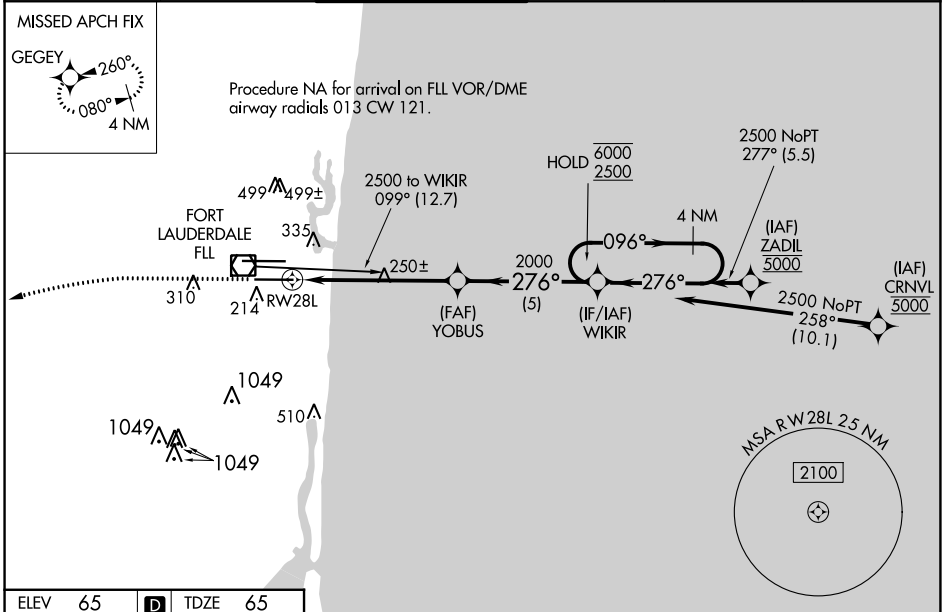 MISSED APCH FIX
GEGEY
260°
080°
4 NM
Procedure NA for arrival on FLL VOR/DME
airway radials 013 CW 121.
2500 NoPT
277° (5.5)
HOLD 6000
2500
499 499±
2500 to WIKIR
099° (12.7)
4 NM
FORT
LAUDERDALE
FLL
335
096°
(IAF)
ZADIL
5000
250±
2000
276°
(5)
276°
(IAF)
CRNVL
5000
310
214
RW28L
(FAF)
YOBUS
(IF/IAF)
WIKIR
2500 NoPT
258°
(10.1)
1049
510
1049
1049
MSA RW28L 25 NM
2100
ELEV 65 D TDZE 65